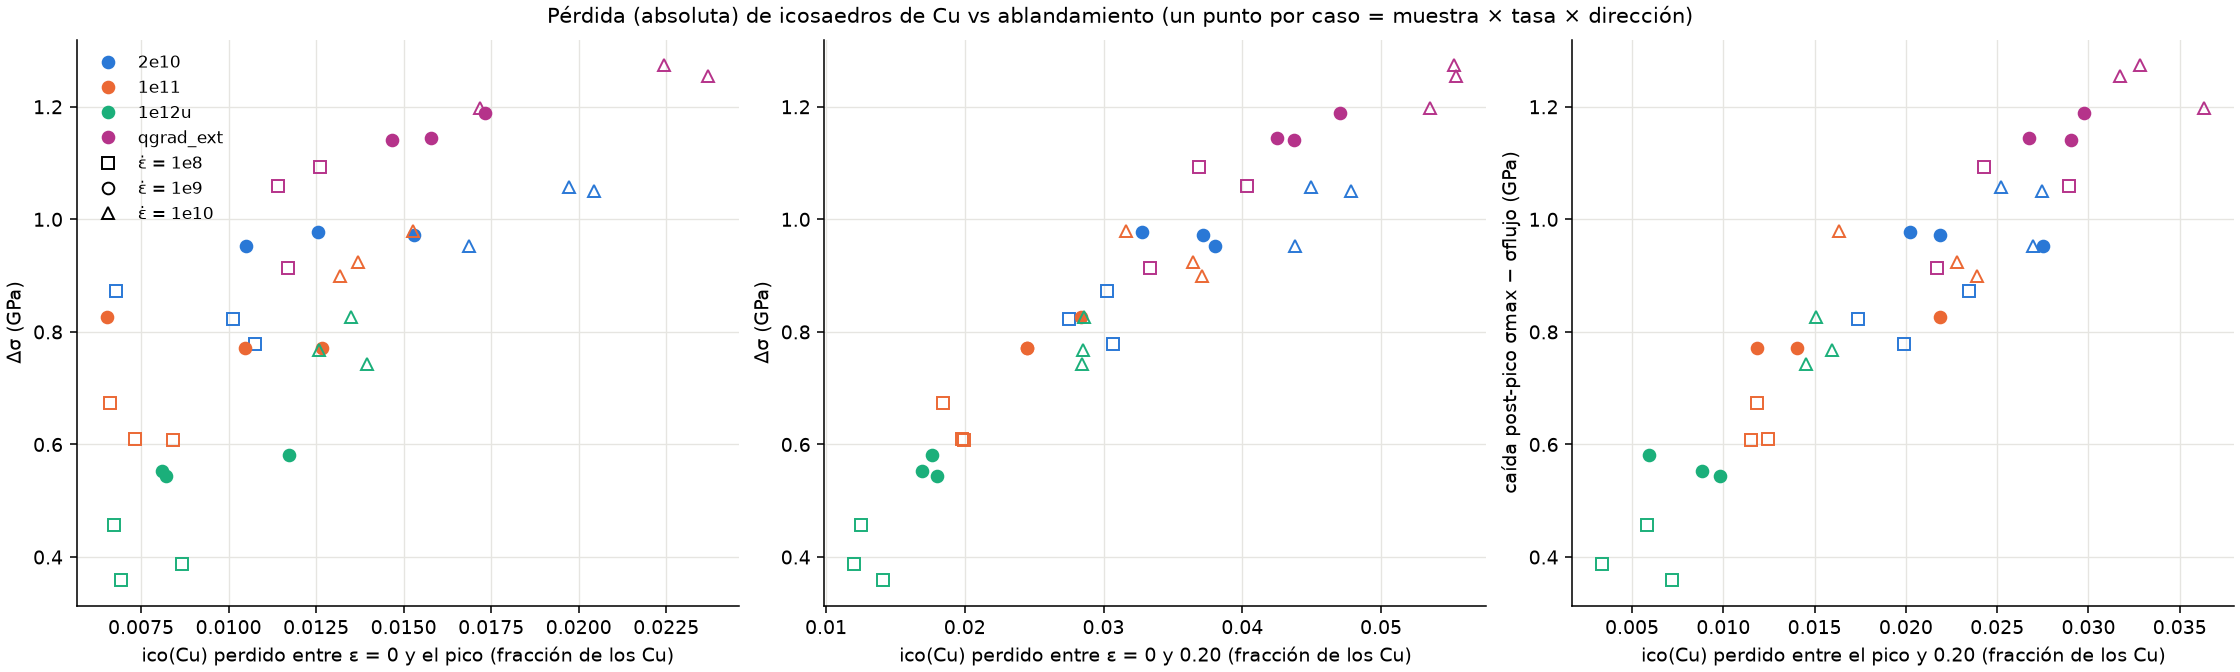 Pérdida (absoluta) de icosaedros de Cu vs ablandamiento (un punto por caso = muestra × tasa × dirección)
2e10
1e11
1e12u
qgrad_ext
ε̇ = 1e8
ε̇ = 1e9
ε̇ = 1e10
Δσ (GPa)
1.2
1.0
0.8
0.6
0.4
0.0075 0.0100 0.0125 0.0150 0.0175 0.0200 0.0225
ico(Cu) perdido entre ε = 0 y el pico (fracción de los Cu)
Δσ (GPa)
1.2
1.0
0.8
0.6
0.4
0.01 0.02 0.03 0.04 0.05
ico(Cu) perdido entre ε = 0 y 0.20 (fracción de los Cu)
caída post-pico σmax − σflujo (GPa)
1.2
1.0
0.8
0.6
0.4
0.005 0.010 0.015 0.020 0.025 0.030 0.035
ico(Cu) perdido entre el pico y 0.20 (fracción de los Cu)